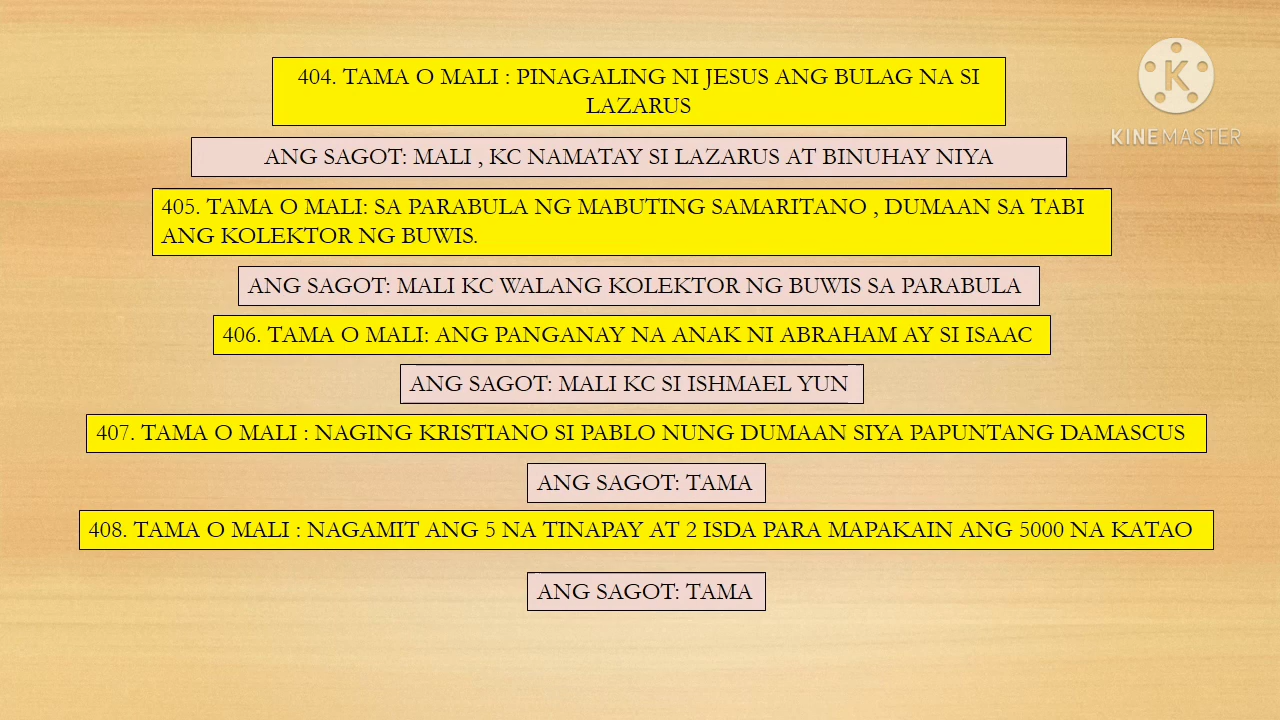 404. TAMA O MALI : PINAGALING NI JESUS ANG BULAG NA SI
LAZARUS
KINEMASTER
ANG SAGOT: MALI , KC NAMATAY SI LAZARUS AT BINUHAY NIYA
405. TAMA O MALI: SA PARABULA NG MABUTING SAMARITANO , DUMAAN SA TABI
ANG KOLEKTOR NG BUWIS.
ANG SAGOT: MALI KC WALANG KOLEKTOR NG BUWIS SA PARABULA
406. TAMA O MALI: ANG PANGANAY NA ANAK NI ABRAHAM AY SI ISAAC
ANG SAGOT: MALI KC SI ISHMAEL YUN
407. TAMA O MALI : NAGING KRISTIANO SI PABLO NUNG DUMAAN SIYA PAPUNTANG DAMASCUS
ANG SAGOT: TAMA
408. TAMA O MALI : NAGAMIT ANG 5 NA TINAPAY AT 2 ISDA PARA MAPAKAIN ANG 5000 NA KATAO
ANG SAGOT: TAMA